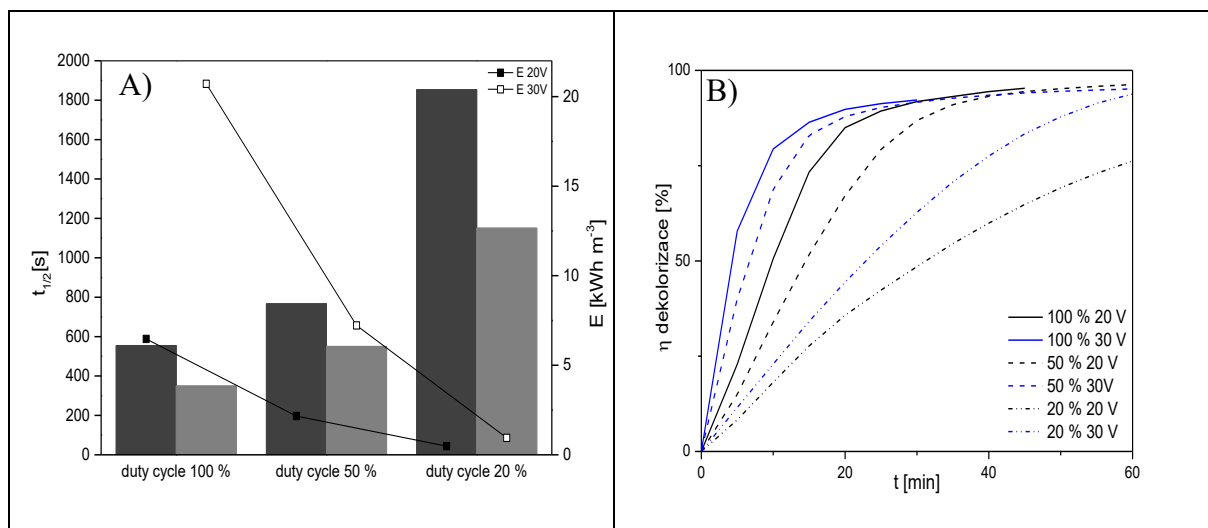 A)
E 20V
E 30V
2000
1800
1600
1400
1200
1000
800
600
400
200
0
t1/2[s]
20
15
10
5
0
E [kWh m-3]
duty cycle 100 %
duty cycle 50 %
duty cycle 20 %
B)
100
50
0
η dekolorizace [%]
0
20
40
60
t [min]
100 % 20 V
100 % 30 V
50 % 20 V
50 % 30V
20 % 20 V
20 % 30 V